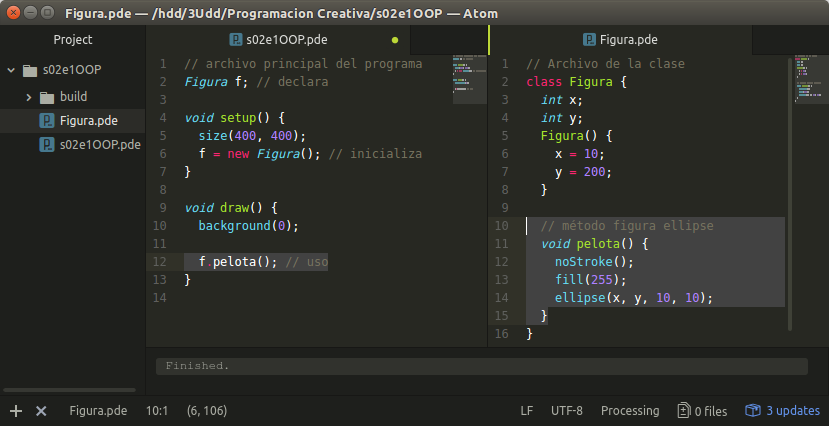 Figura.pde — /hdd/3Udd/Programacion Creativa/s02e1OOP — Atom
Project
s02e1OOP
build
Figura.pde
s02e1OOP.pde
s02e1OOP.pde
1 // archivo principal del programa
2 Figura f; // declara
3
4 void setup() {
5 size(400, 400);
6 f = new Figura(); // inicializa
7 }
8
9 void draw() {
10 background(0);
11
12 f.pelota(); // uso
13 }
14
Figura.pde
1 // Archivo de la clase
2 class Figura {
3 int x;
4 int y;
5 Figura() {
6 x = 10;
7 y = 200;
8 }
9
10 // método figura ellipse
11 void pelota() {
12 noStroke();
13 fill(255);
14 ellipse(x, y, 10, 10);
15 }
16 }
Finished.
Figura.pde 10:1 (6, 106) LF UTF-8 Processing 0 files 3 updates